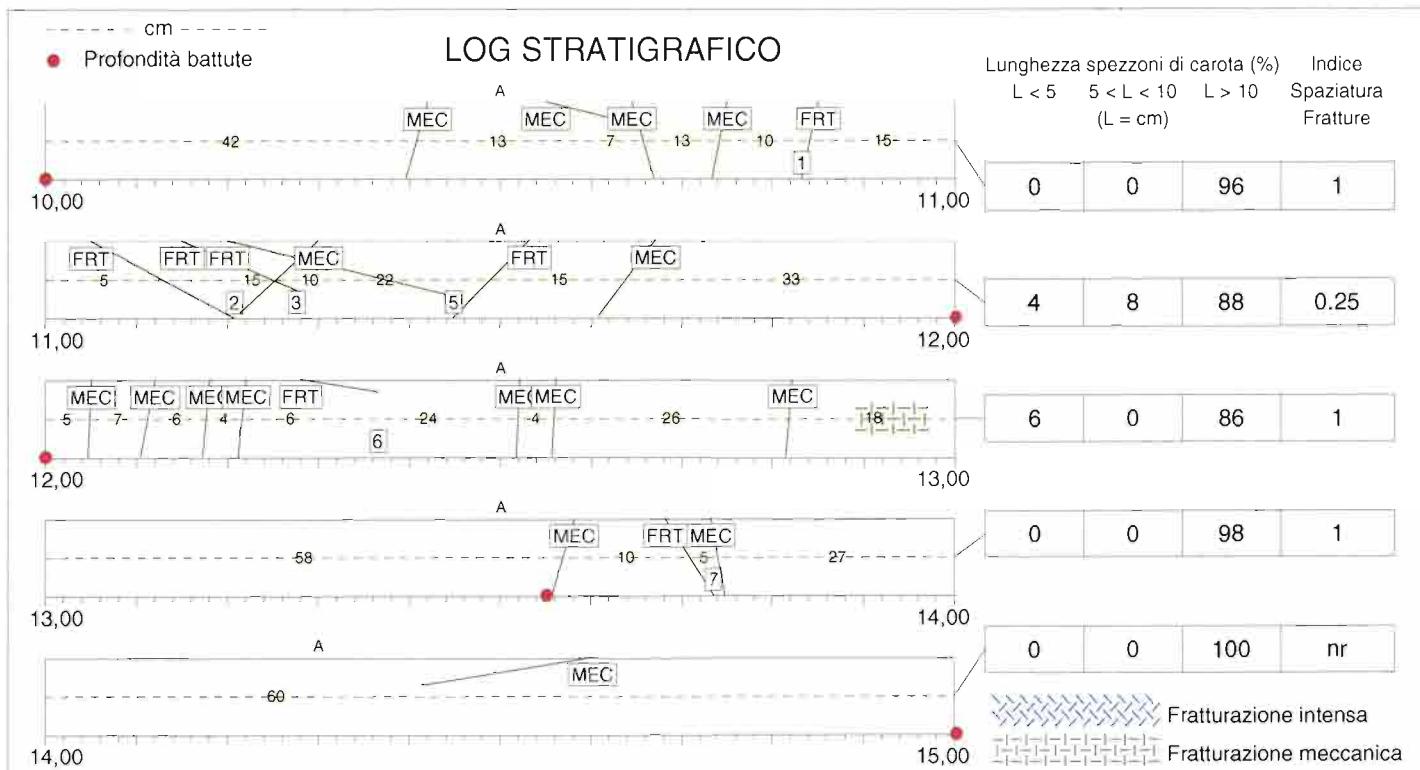 cm
Profondità battute
LOG STRATIGRAFICO
Lunghezza spezzoni di carota (%)
Indice
Spaziatura
Fratture
L < 5
5 < L < 10
L > 10
(L = cm)
A
MEC
MEC
MEC
MEC
FRT
42
13
7
13
10
15
1
10,00
11,00
0
0
96
1
A
FRT
FRT
FRT
MEC
FRT
MEC
5
15
10
22
15
33
2
3
5
11,00
12,00
4
8
88
0.25
A
MEC
MEC
MEC
MEC
FRT
MEC
MEC
MEC
5
7
6
4
6
24
4
26
18
6
12,00
13,00
6
0
86
1
A
MEC
FRT
MEC
58
10
5
27
7
13,00
14,00
0
0
98
1
A
MEC
60
14,00
15,00
0
0
100
nr
Fratturazione intensa
Fratturazione meccanica